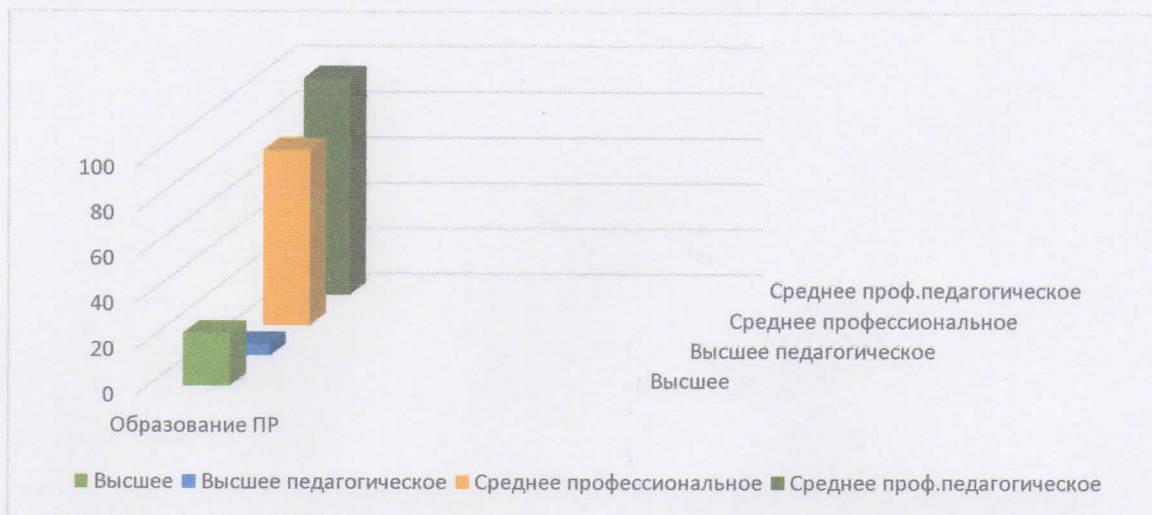 100
80
60
40
20
0
Среднее проф.педагогическое
Среднее профессиональное
Высшее педагогическое
Высшее
Образование ПР
Высшее Высшее педагогическое Среднее профессиональное Среднее проф.педагогическое